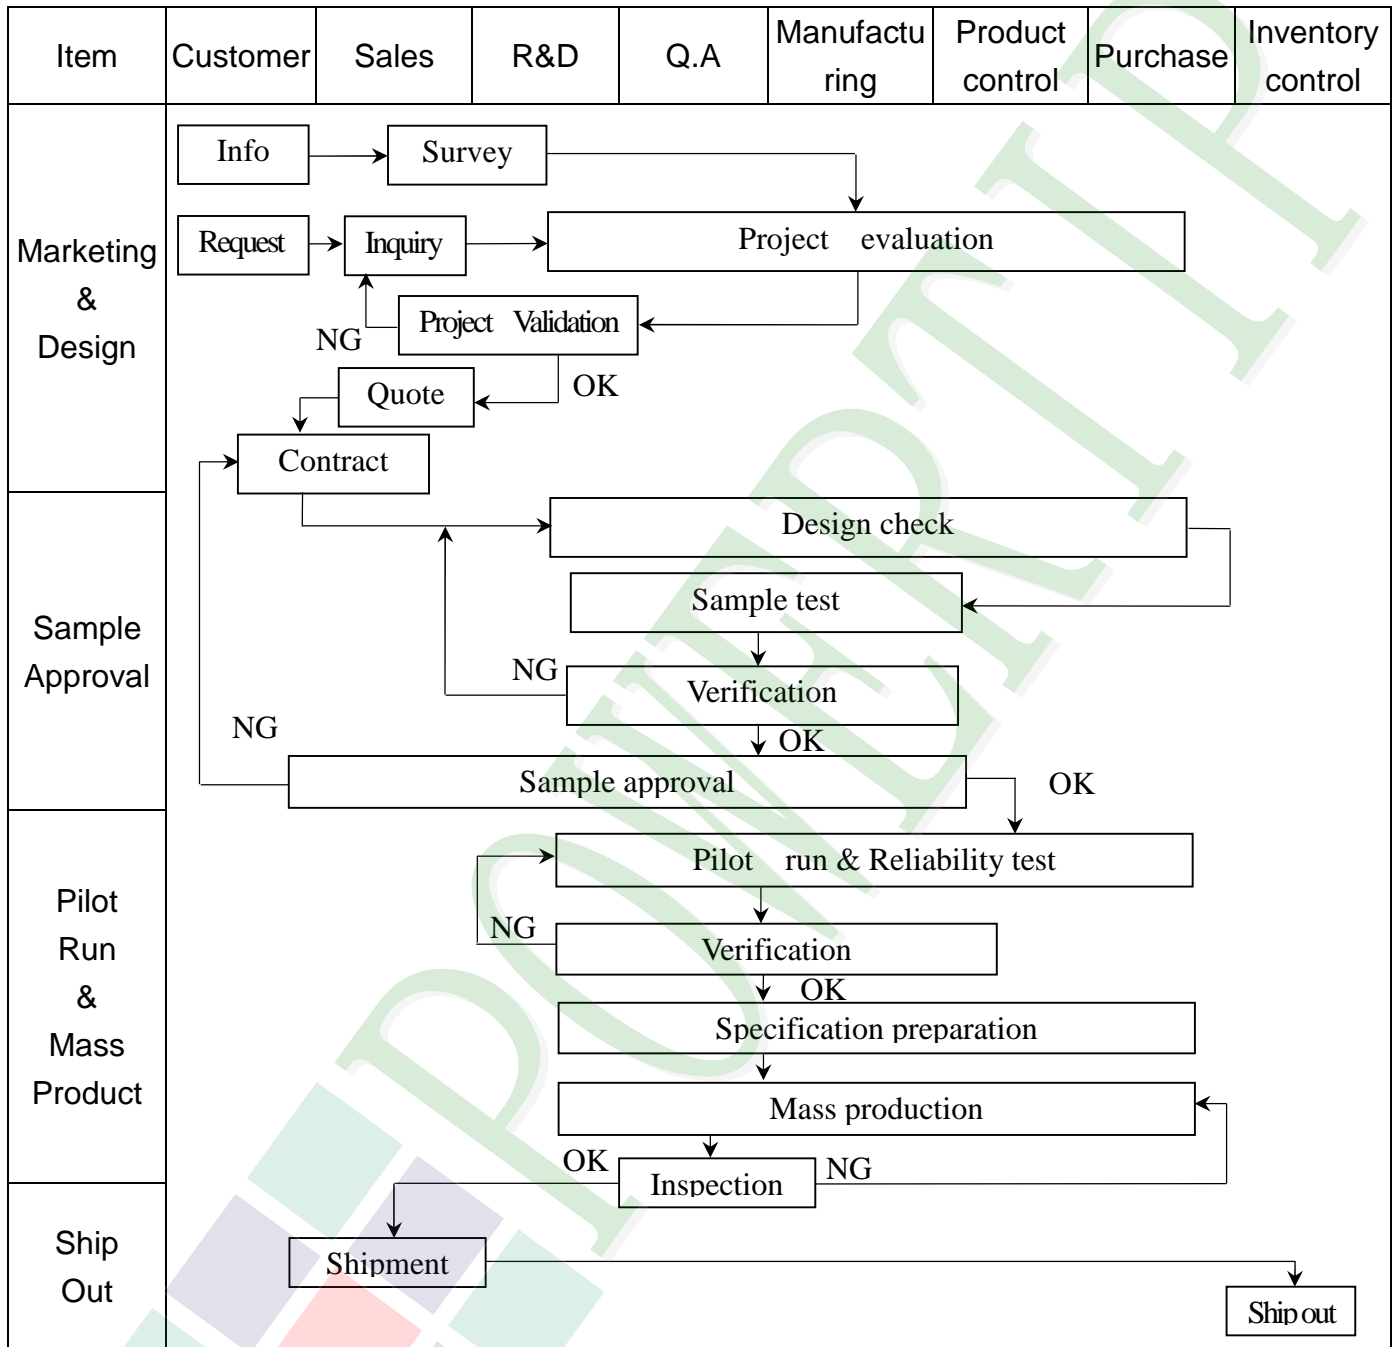 Item
Customer
Sales
R&D
Q.A
Manufactu
ring
Product
control
Purchase
Inventory
control
Marketing
&
Design
Info
Survey
Request
Inquiry
Project evaluation
NG
Project Validation
OK
Quote
Contract
Sample
Approval
Design check
Sample test
NG
Verification
NG
OK
Sample approval
OK
Pilot
Run
&
Mass
Product
Pilot run & Reliability test
NG
Verification
OK
Specification preparation
Mass production
OK
Inspection
NG
Ship
Out
Shipment
Ship out
POWERTIP